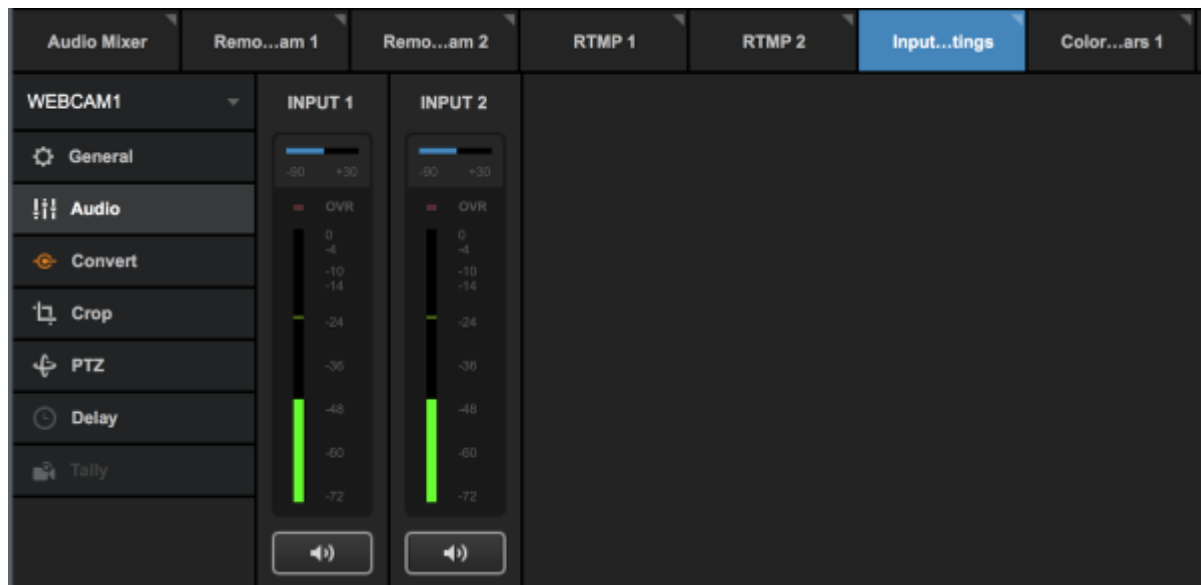 Audio Mixer
Remo...am 1
Remo...am 2
RTMP 1
RTMP 2
Input...tings
Color...ars 1
WEBCAM1
General
Audio
Convert
Crop
PTZ
Delay
Tally
INPUT 1
-90 +30
OVR
0
-4
-10
-14
-24
-36
-48
-60
-72
INPUT 2
-90 +30
OVR
0
-4
-10
-14
-24
-36
-48
-60
-72